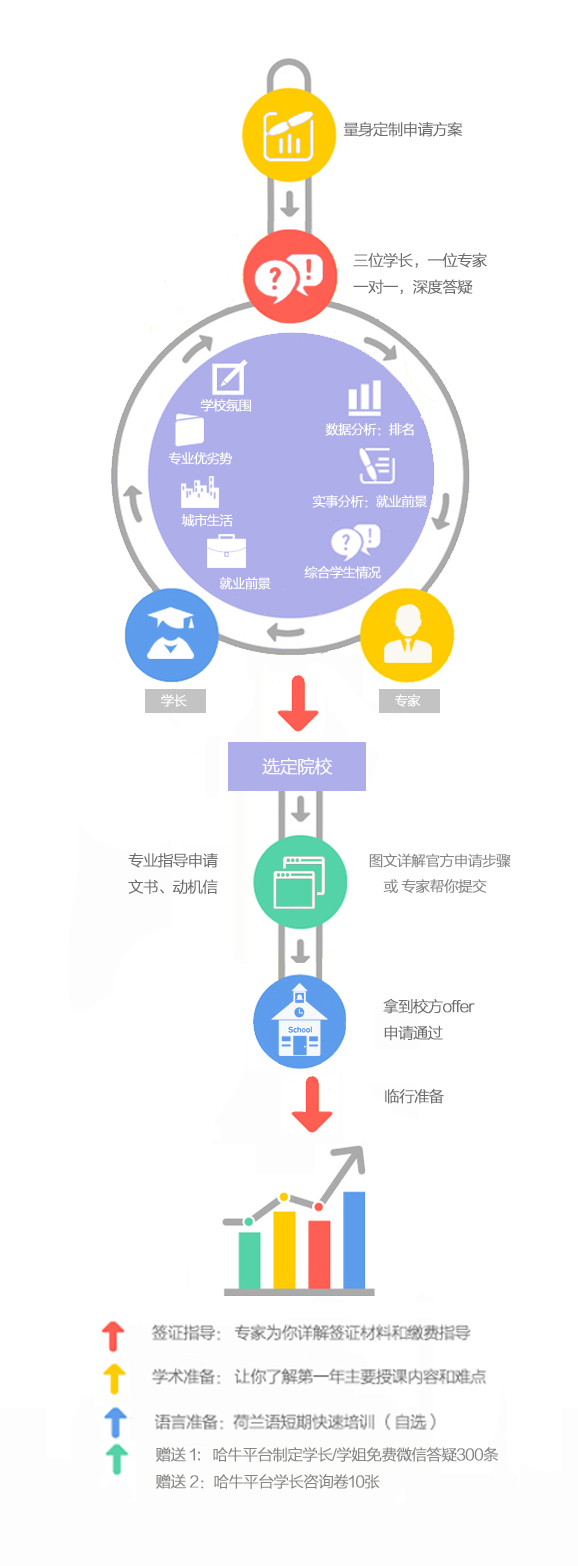 量身定制申请方案
三位学长，一位专家
一对一，深度答疑
学校氛围
专业优劣势
城市生活
就业前景
数据分析：排名
实事分析：就业前景
综合学生情况
学长
专家
选定院校
专业指导申请
文书、动机信
图文详解官方申请步骤
或 专家帮你提交
School
拿到校方offer
申请通过
临行准备
签证指导： 专家为你详解签证材料和缴费指导
学术准备： 让你了解第一年主要授课内容和难点
语言准备：荷兰语短期快速培训（自选）
赠送 1： 哈牛平台制定学长/学姐免费微信答疑300条
赠送 2：哈牛平台学长咨询卷10张